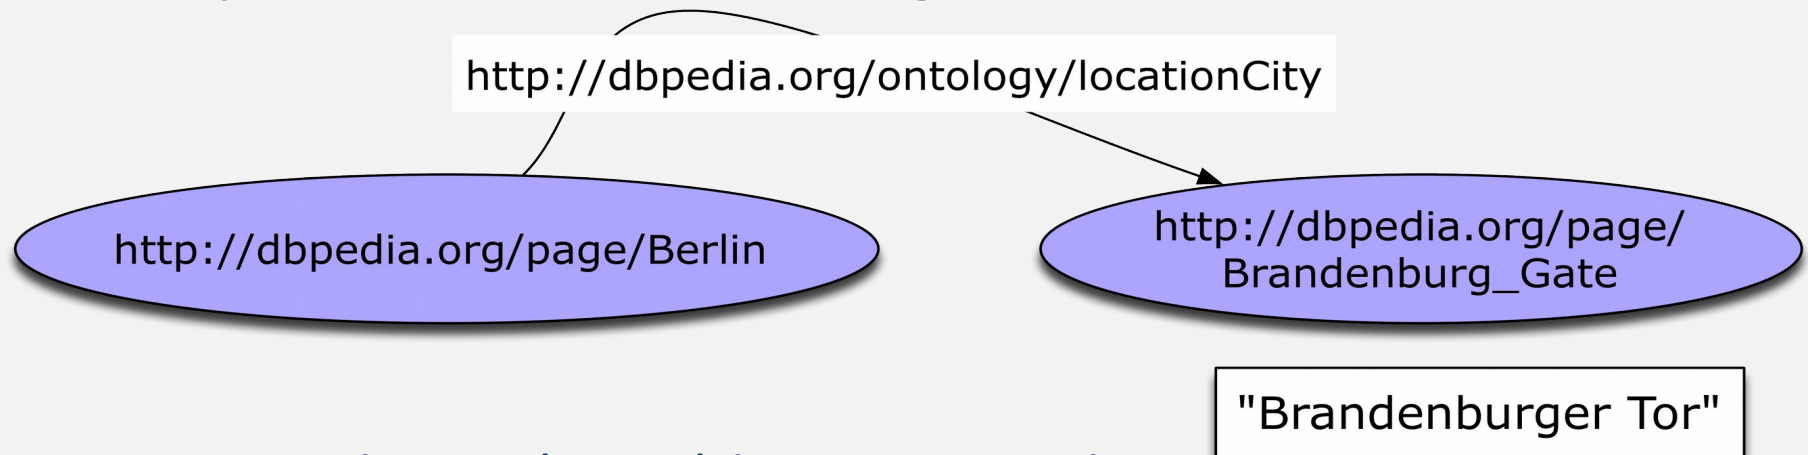 http://dbpedia.org/ontology/locationCity
http://dbpedia.org/page/Berlin
http://dbpedia.org/page/
Brandenburg_Gate
"Brandenburger Tor"